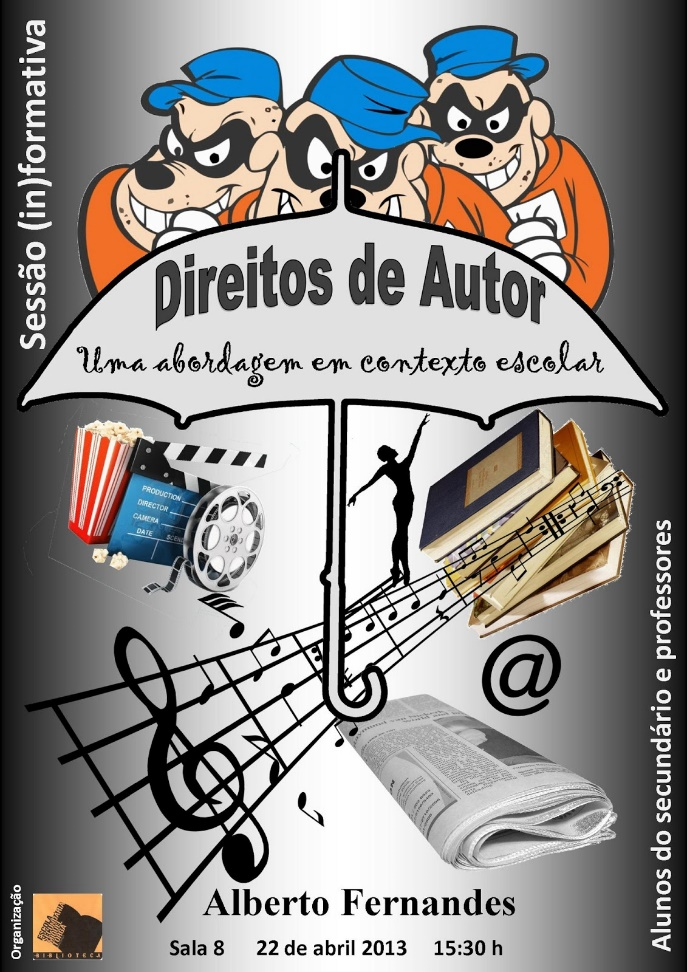 Sessão (in)formativa
Direitos de Autor
Uma abordagem em contexto escolar
PRODUCTION
DIRECTOR
CAMERA
DATE
SCENE
@
Alunos do secundário e professores
Alberto Fernandes
Sala 8 22 de abril 2013 15:30 h
Organização
BIBLIOTECA